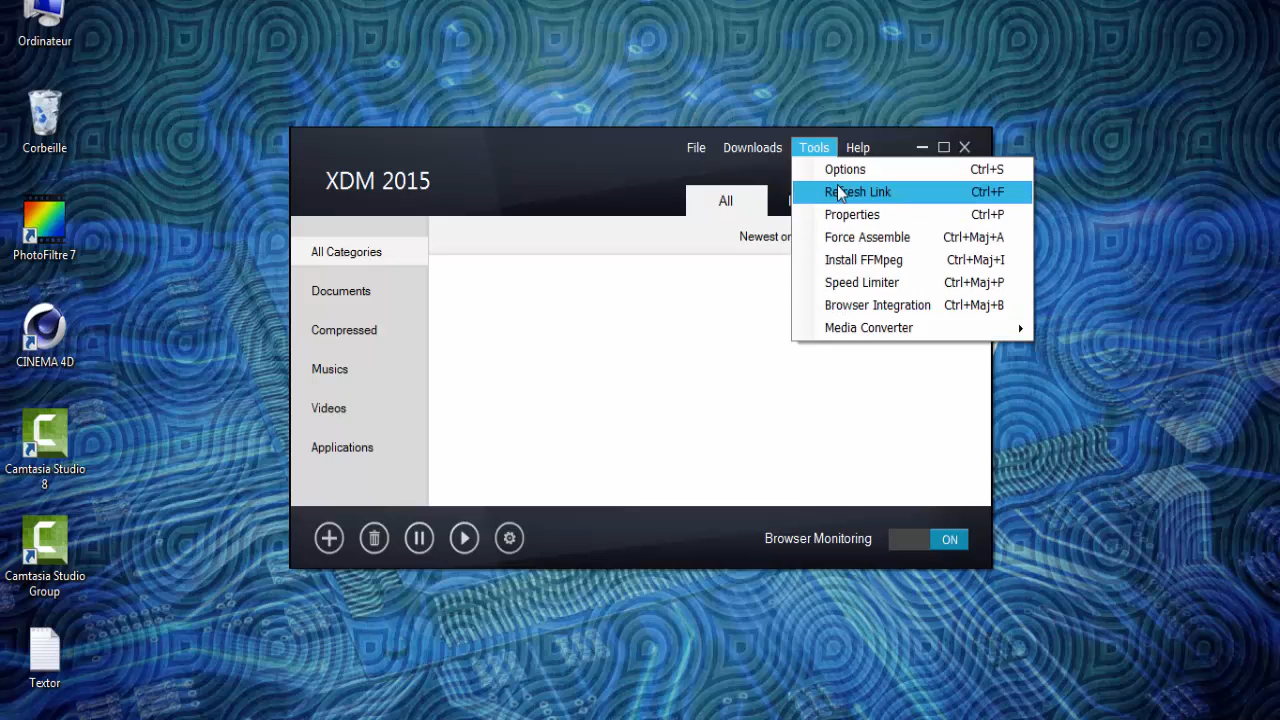 Ordinateur
Corbeille
PhotoFiltre 7
CINEMA 4D
Camtasia Studio
8
Camtasia Studio
Group
Textor
File Downloads Tools Help
XDM 2015
All
Newest on
All Categories
Documents
Compressed
Musics
Videos
Applications
Options Ctrl+S
Refresh Link Ctrl+F
Properties Ctrl+P
Force Assemble Ctrl+Maj+A
Install FFMpeg Ctrl+Maj+I
Speed Limiter Ctrl+Maj+P
Browser Integration Ctrl+Maj+B
Media Converter
Browser Monitoring ON